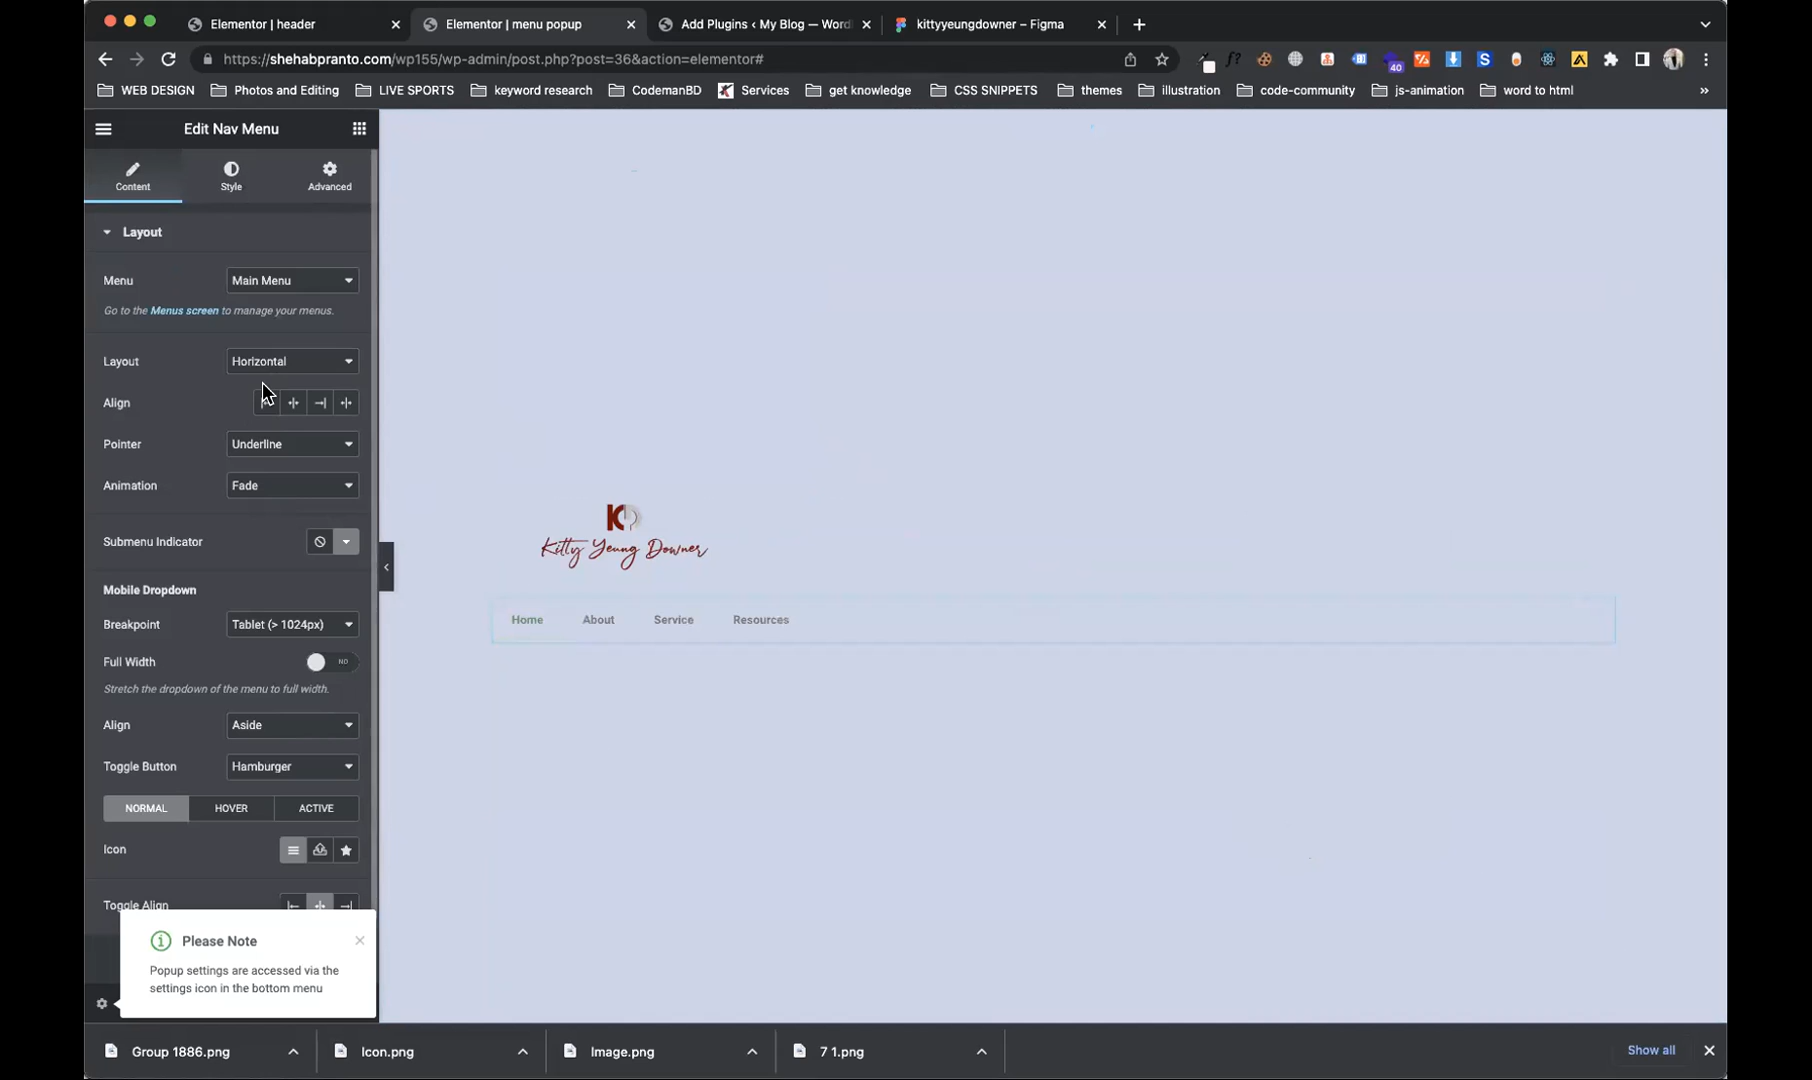 Elementor | header
Elementor | menu popup
Add Plugins ‹ My Blog — Word
kittyyeungdowner – Figma
https://shehabpranto.com/wp155/wp-admin/post.php?post=36&action=elementor#
40
WEB DESIGN
Photos and Editing
LIVE SPORTS
keyword research
CodemanBD
Services
get knowledge
CSS SNIPPETS
themes
illustration
code-community
js-animation
word to html
»
Edit Nav Menu
Content
Style
Advanced
Layout
Menu
Main Menu
Go to the Menus screen to manage your menus.
Layout
Horizontal
Align
Pointer
Underline
Animation
Fade
Submenu Indicator
Mobile Dropdown
Breakpoint
Tablet (> 1024px)
Full Width
NO
Stretch the dropdown of the menu to full width.
Align
Aside
Toggle Button
Hamburger
NORMAL
HOVER
ACTIVE
Icon
Toggle Align
Please Note
Popup settings are accessed via the
settings icon in the bottom menu
Kitty Yeung Downer
Home
About
Service
Resources
Group 1886.png
Icon.png
Image.png
7 1.png
Show all